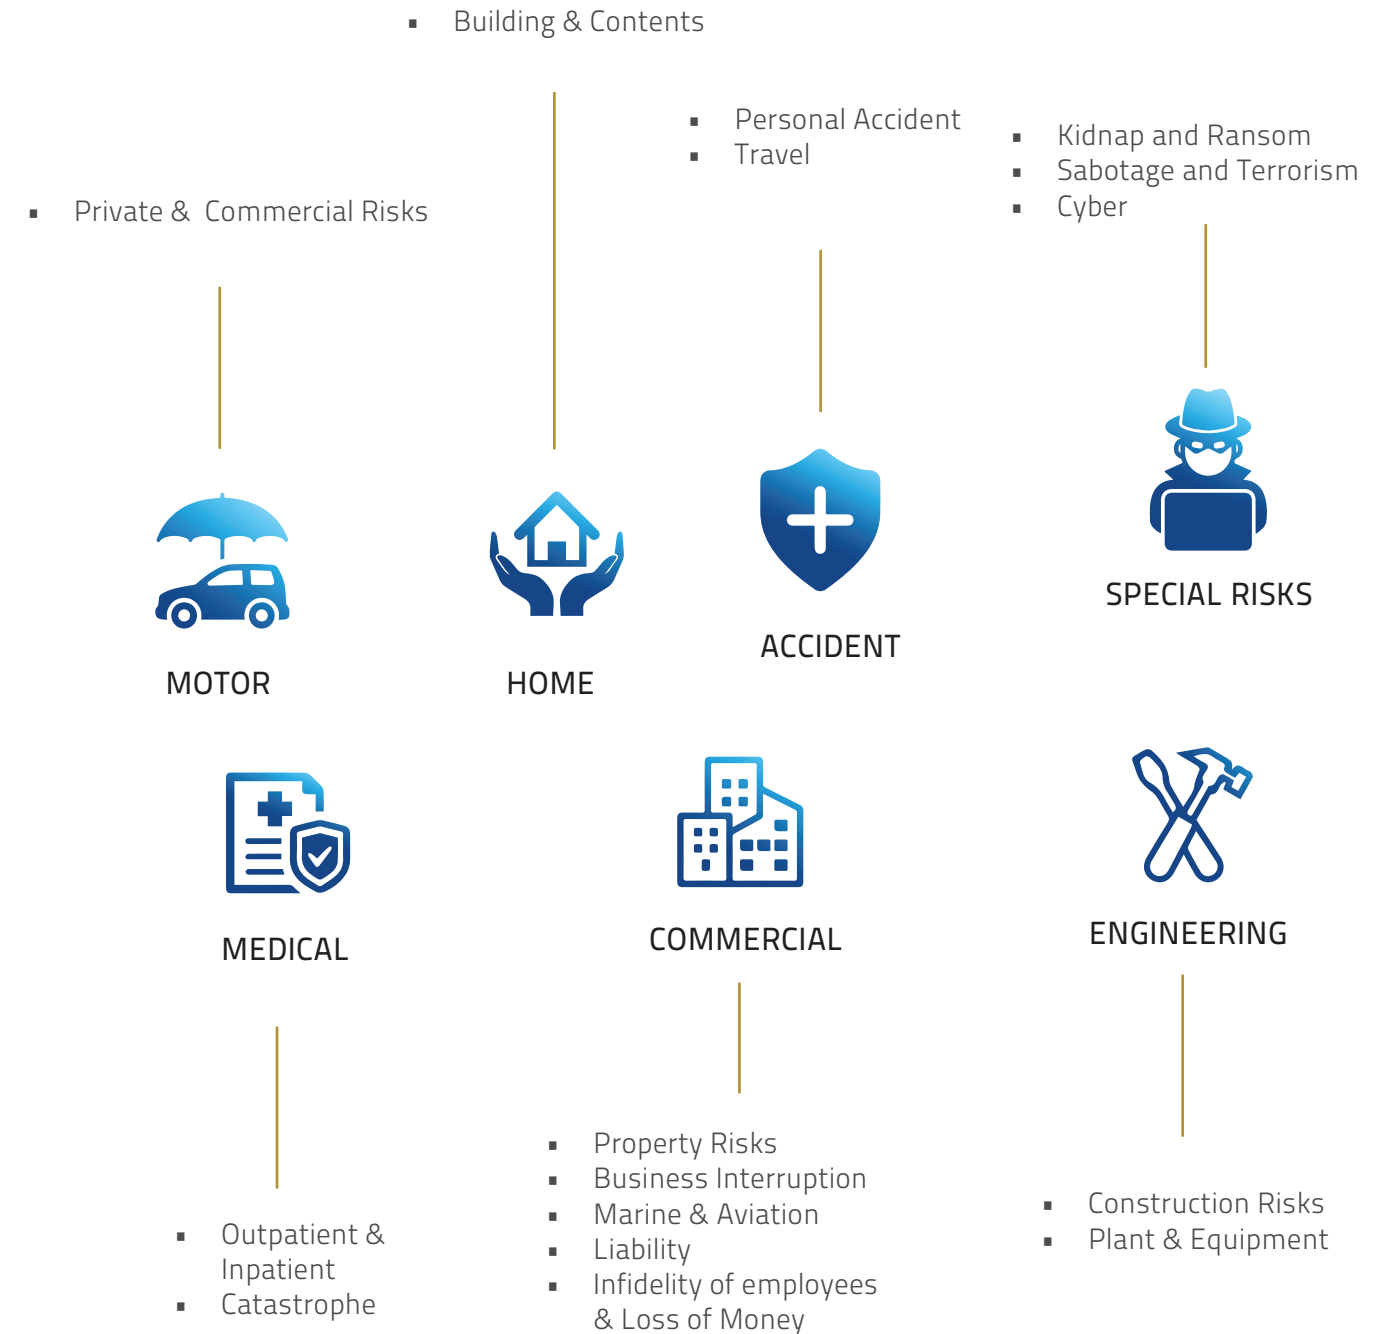 ▪ Building & Contents
▪ Personal Accident
▪ Travel
▪ Kidnap and Ransom
▪ Sabotage and Terrorism
▪ Cyber
▪ Private & Commercial Risks
MOTOR
HOME
ACCIDENT
SPECIAL RISKS
MEDICAL
COMMERCIAL
ENGINEERING
▪ Outpatient &
Inpatient
▪ Catastrophe
▪ Property Risks
▪ Business Interruption
▪ Marine & Aviation
▪ Liability
▪ Infidelity of employees
& Loss of Money
▪ Construction Risks
▪ Plant & Equipment